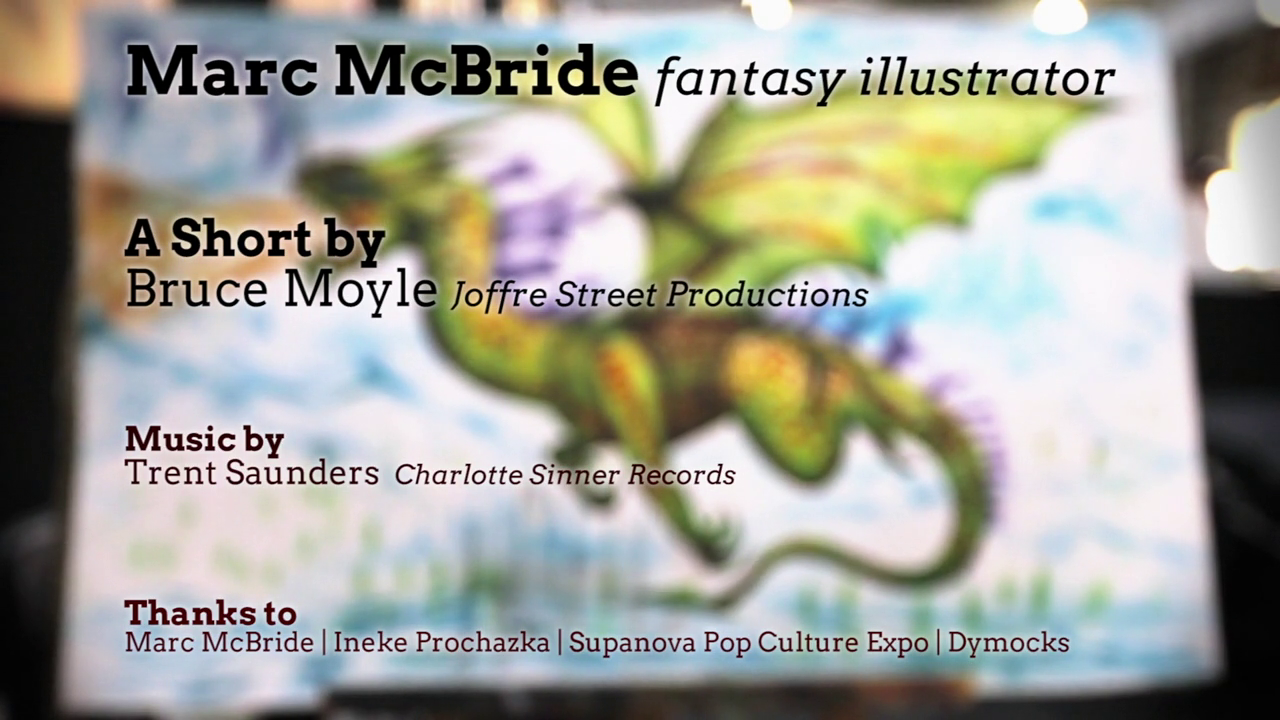 Marc McBride fantasy illustrator
A Short by
Bruce Moyle Joffre Street Productions
Music by
Trent Saunders Charlotte Sinner Records
Thanks to
Marc McBride | Ineke Prochazka | Supanova Pop Culture Expo | Dymocks